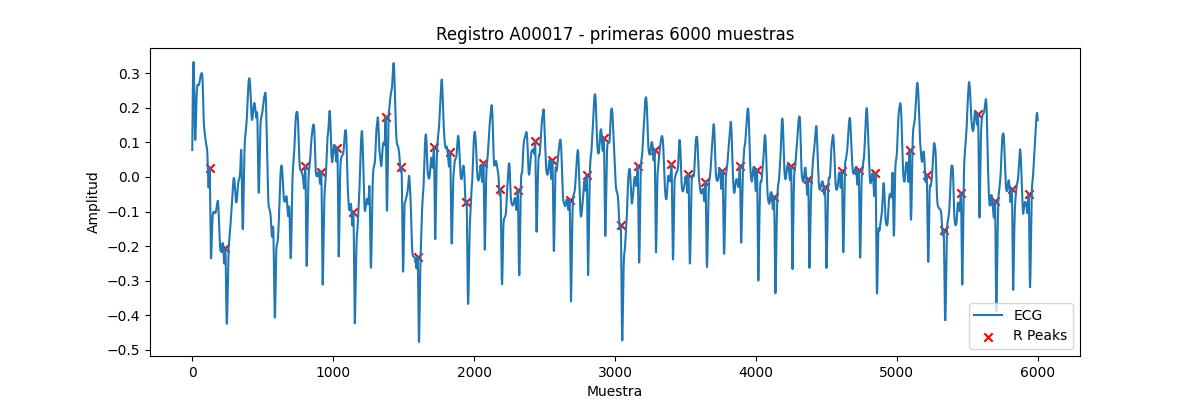 Registro A00017 - primeras 6000 muestras
Amplitud
0.3
0.2
0.1
0.0
−0.1
−0.2
−0.3
−0.4
−0.5
0 1000 2000 3000 4000 5000 6000
Muestra
ECG
R Peaks